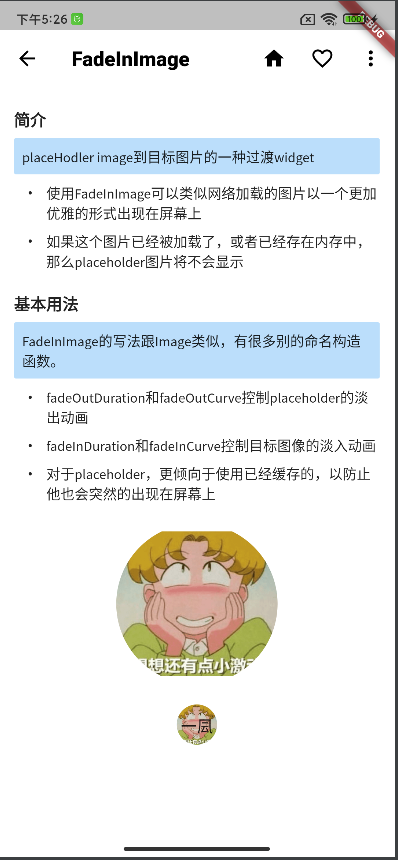 下午5:26
100
DEBUG
FadeInImage
简介
placeHodler image到目标图片的一种过渡widget
• 使用FadeInImage可以类似网络加载的图片以一个更加
优雅的形式出现在屏幕上
• 如果这个图片已经被加载了，或者已经存在内存中，
那么placeholder图片将不会显示
基本用法
FadeInImage的写法跟Image类似，有很多别的命名构造
函数。
• fadeOutDuration和fadeOutCurve控制placeholder的淡
出动画
• fadeInDuration和fadeInCurve控制目标图像的淡入动画
• 对于placeholder，更倾向于使用已经缓存的，以防止
他也会突然的出现在屏幕上
想想还有点小激
一凨